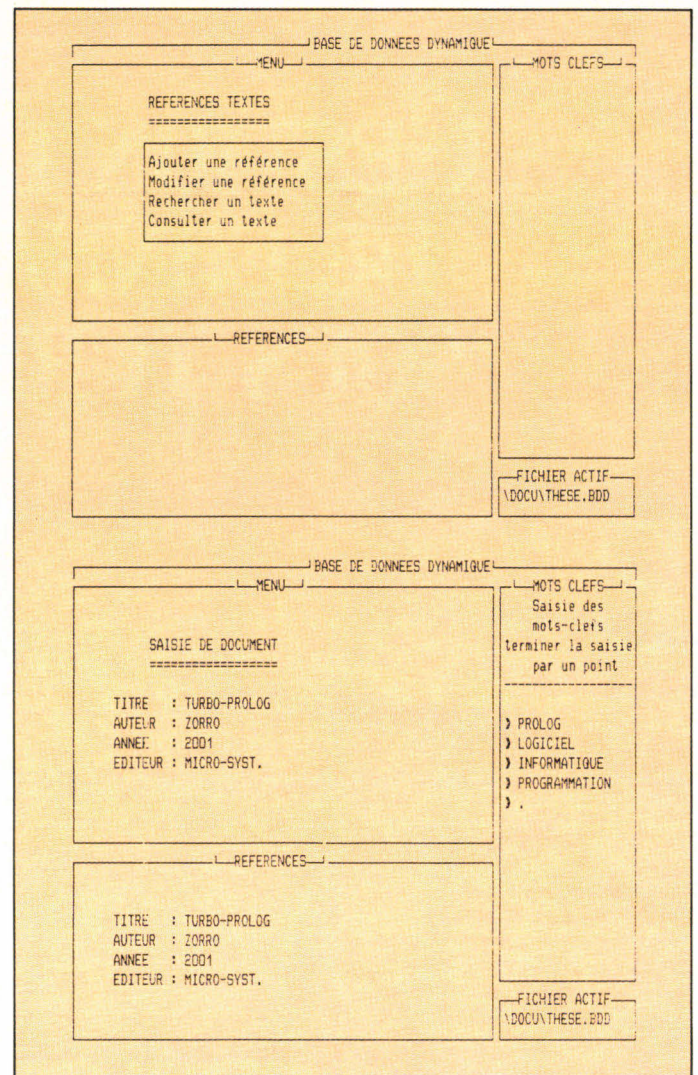 BASE DE DONNEES DYNAMIQUE
MENU
MOTS CLEFS
REFERENCES TEXTES
=================
Ajouter une référence
Modifier une référence
Rechercher un texte
Consulter un texte
REFERENCES
FICHIER ACTIF
\DOCU\THESE.BDD
BASE DE DONNEES DYNAMIQUE
MENU
MOTS CLEFS
Saisie des
mots-clefs
terminer la saisie
par un point
------------------
SAISIE DE DOCUMENT
==================
TITRE : TURBO-PROLOG
AUTEUR : ZORRO
ANNEE : 2001
EDITEUR : MICRO-SYST.
> PROLOG
> LOGICIEL
> INFORMATIQUE
> PROGRAMMATION
> .
REFERENCES
TITRE : TURBO-PROLOG
AUTEUR : ZORRO
ANNEE : 2001
EDITEUR : MICRO-SYST.
FICHIER ACTIF
\DOCU\THESE.BDD